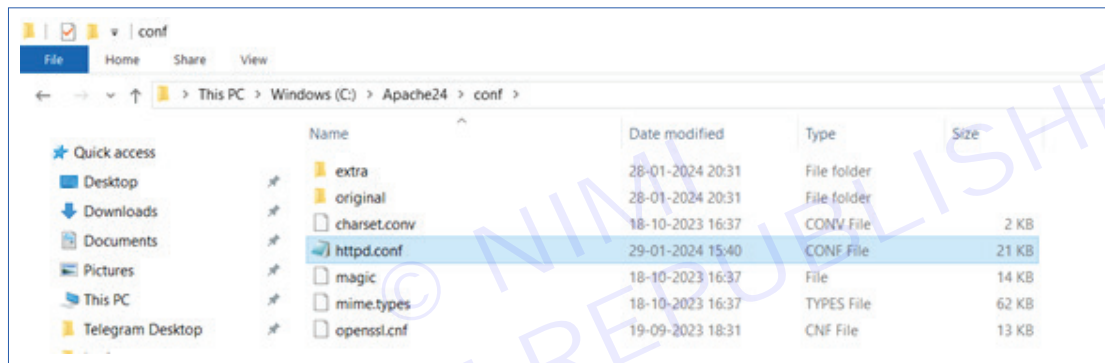 conf
File Home Share View
This PC > Windows (C:) > Apache24 > conf >
Name Date modified Type Size
Quick access
extra 28-01-2024 20:31 File folder
Desktop
original 28-01-2024 20:31 File folder
Downloads
charset.conv 18-10-2023 16:37 CONV File 2 KB
Documents
httpd.conf 29-01-2024 15:40 CONF File 21 KB
Pictures
magic 18-10-2023 16:37 File 14 KB
This PC
mime.types 18-10-2023 16:37 TYPES File 62 KB
Telegram Desktop
openssl.cnf 19-09-2023 18:31 CNF File 13 KB
© NIMI
REPUBLISHE